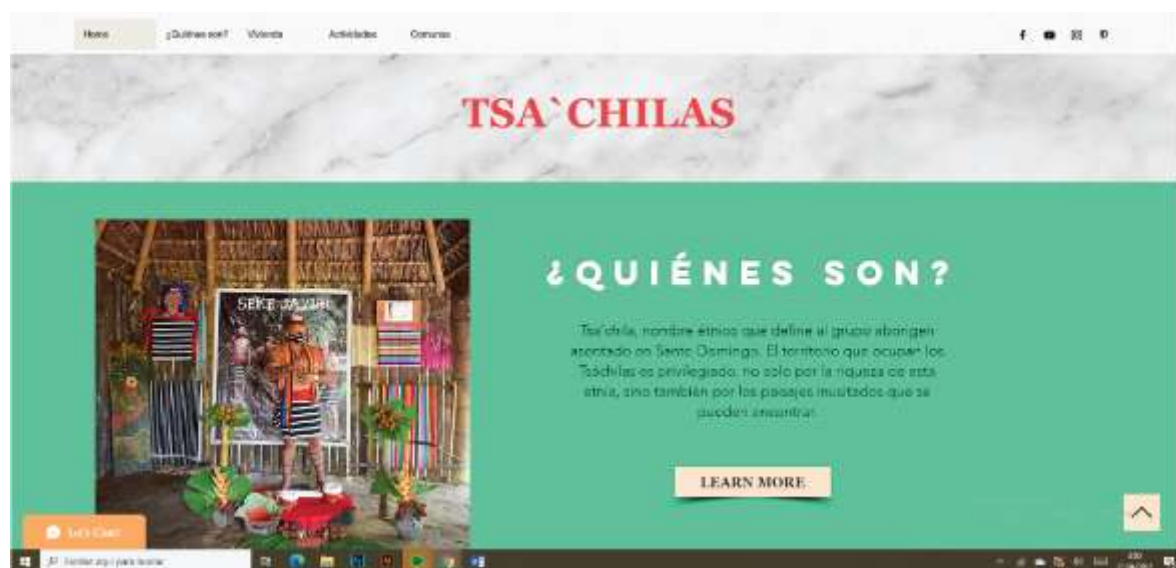 Home ¿Quiénes son? Vivienda Actividades Comunas
TSA`CHILAS
SEKE
¿QUIÉNES SON?
Tsa'chila, nombre étnico que define al grupo aborigen
asentado en Santo Domingo. El territorio que ocupan los
Tsáchilas es privilegiado, no solo por la riqueza de esta
etnia, sino también por los paisajes inusitados que se
pueden encontrar.
LEARN MORE
Let's Chat!